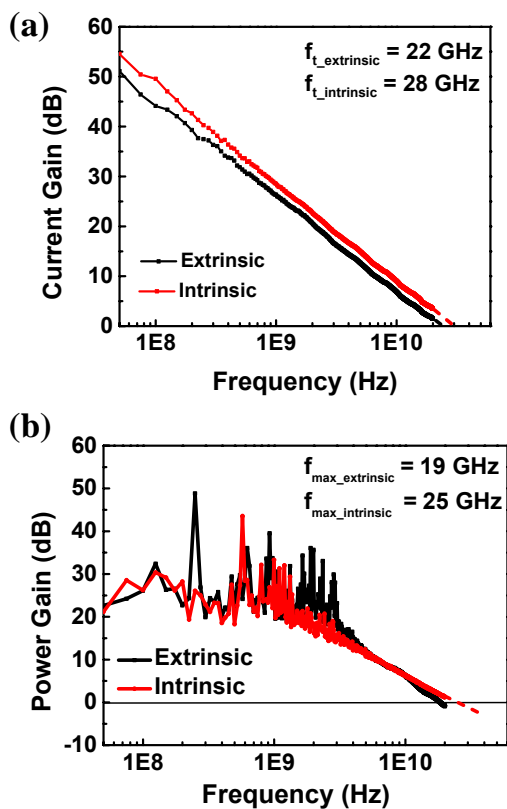 (a)
f_t_extrinsic = 22 GHz
f_t_intrinsic = 28 GHz
60
50
40
30
20
10
0
Current Gain (dB)
Extrinsic
Intrinsic
1E8 1E9 1E10
Frequency (Hz)
(b)
f_max_extrinsic = 19 GHz
f_max_intrinsic = 25 GHz
60
50
40
30
20
10
0
-10
Power Gain (dB)
Extrinsic
Intrinsic
1E8 1E9 1E10
Frequency (Hz)